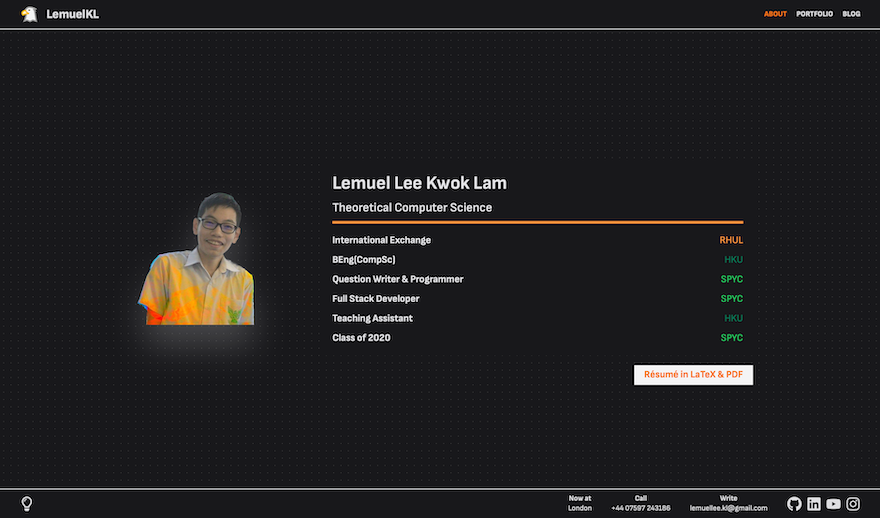 LemuelKL
ABOUT PORTFOLIO BLOG
Lemuel Lee Kwok Lam
Theoretical Computer Science
International Exchange RHUL
BEng(CompSc) HKU
Question Writer & Programmer SPYC
Full Stack Developer SPYC
Teaching Assistant HKU
Class of 2020 SPYC
Résumé in LaTeX & PDF
Now at Call Write
London +44 07597 243186 lemuellee.kl@gmail.com